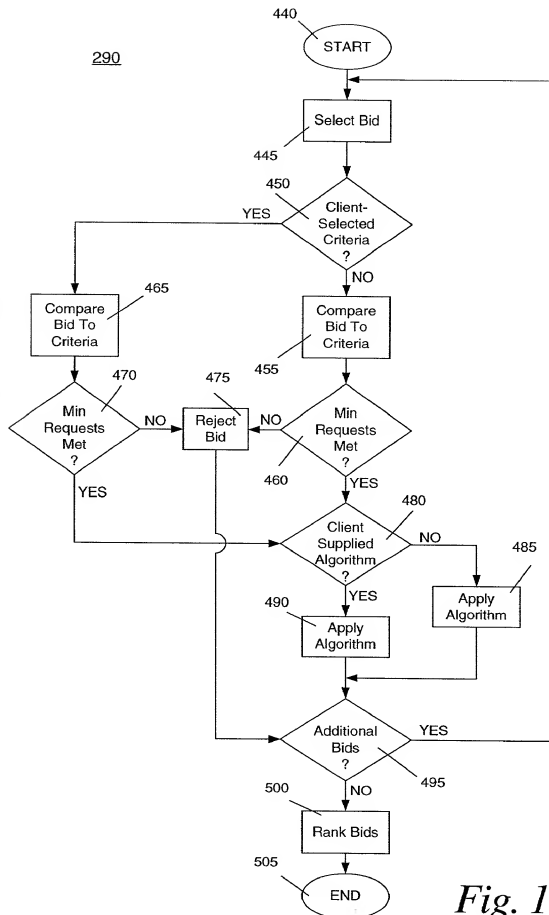 440
START
290
Select Bid
445
450
Client-
Selected
Criteria
?
YES
NO
465
Compare
Bid To
Criteria
Compare
Bid To
Criteria
455
470
475
Min
Requests
Met
?
NO
Reject
Bid
NO
Min
Requests
Met
?
460
YES
YES
480
Client
Supplied
Algorithm
?
NO
485
YES
490
Apply
Algorithm
Apply
Algorithm
Additional
Bids
?
YES
495
NO
500
Rank Bids
505
END
Fig. 1